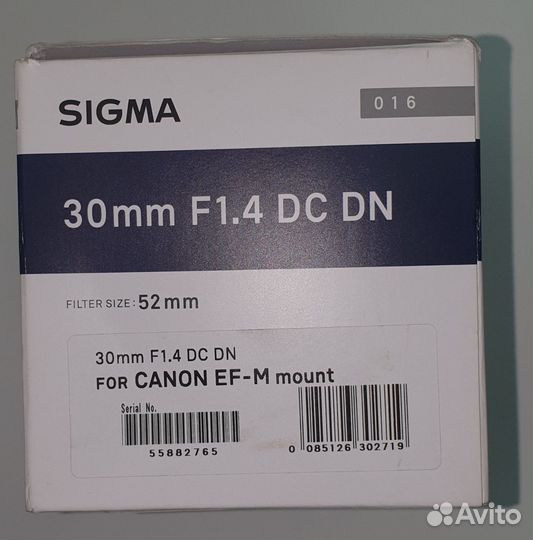 SIGMA
016
30mm F1.4 DC DN
FILTER SIZE: 52mm
30mm F1.4 DC DN
FOR CANON EF-M mount
Serial No.
55882765
0 085126 302719
Avito